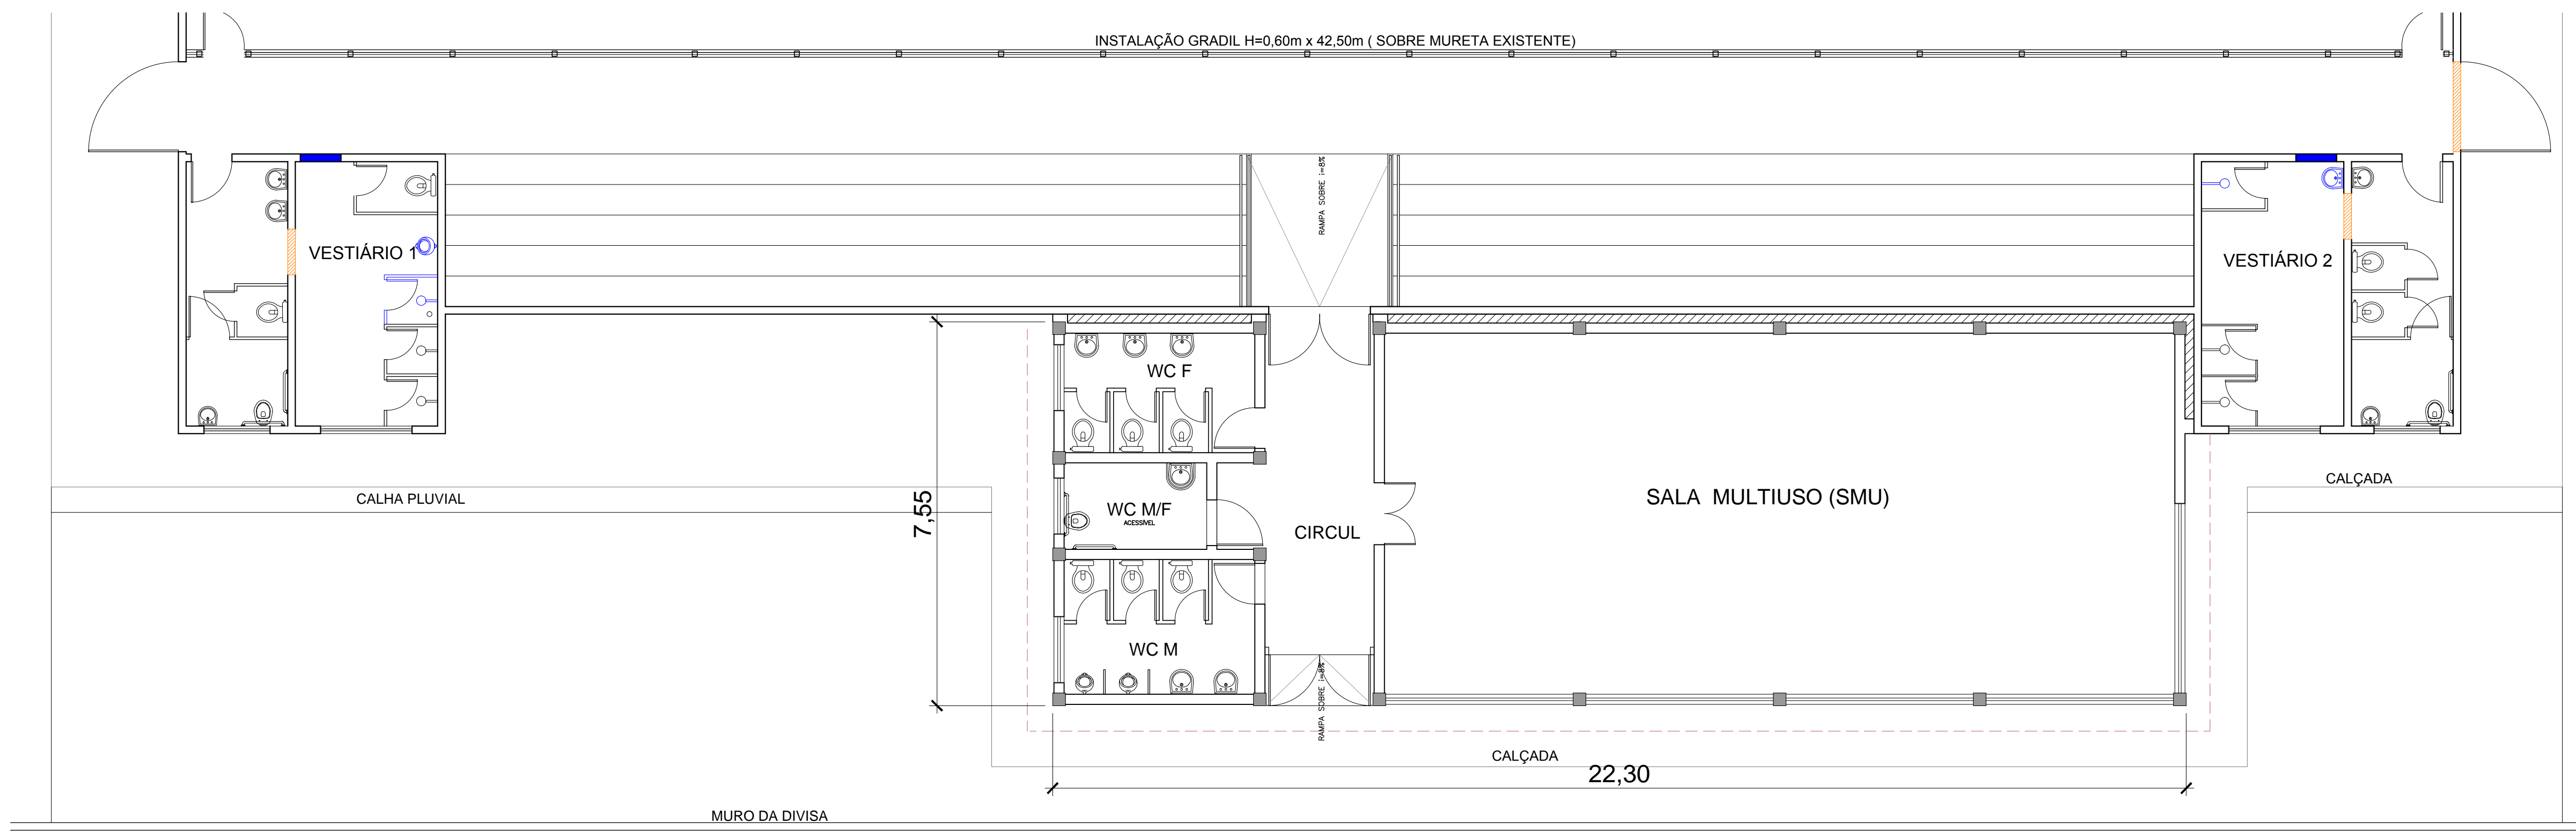 INSTALAÇÃO GRADIL H=0,60m x 42,50m ( SOBRE MURETA EXISTENTE)
RAMPA SOBRE i=8%
VESTIÁRIO 1
VESTIÁRIO 2
WC F
CALHA PLUVIAL
7,55
WC M/F
ACESSÍVEL
CIRCUL
SALA MULTIUSO (SMU)
CALÇADA
WC M
RAMPA SOBRE i=8%
CALÇADA
22,30
MURO DA DIVISA